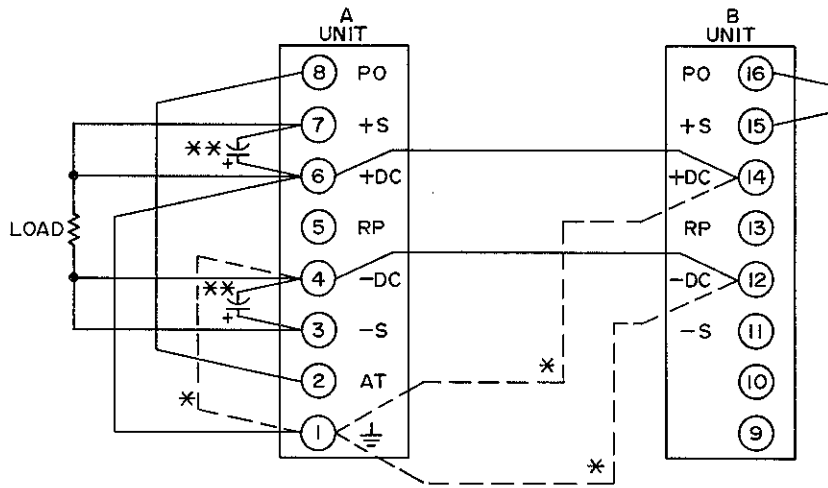 A
UNIT
8 PO
7 +S
**
+
6 +DC
5 RP
LOAD
4 -DC
**
+
3 -S
2 AT
*
1
B
UNIT
PO 16
+S 15
+DC 14
RP 13
-DC 12
-S 11
10
9
*
*